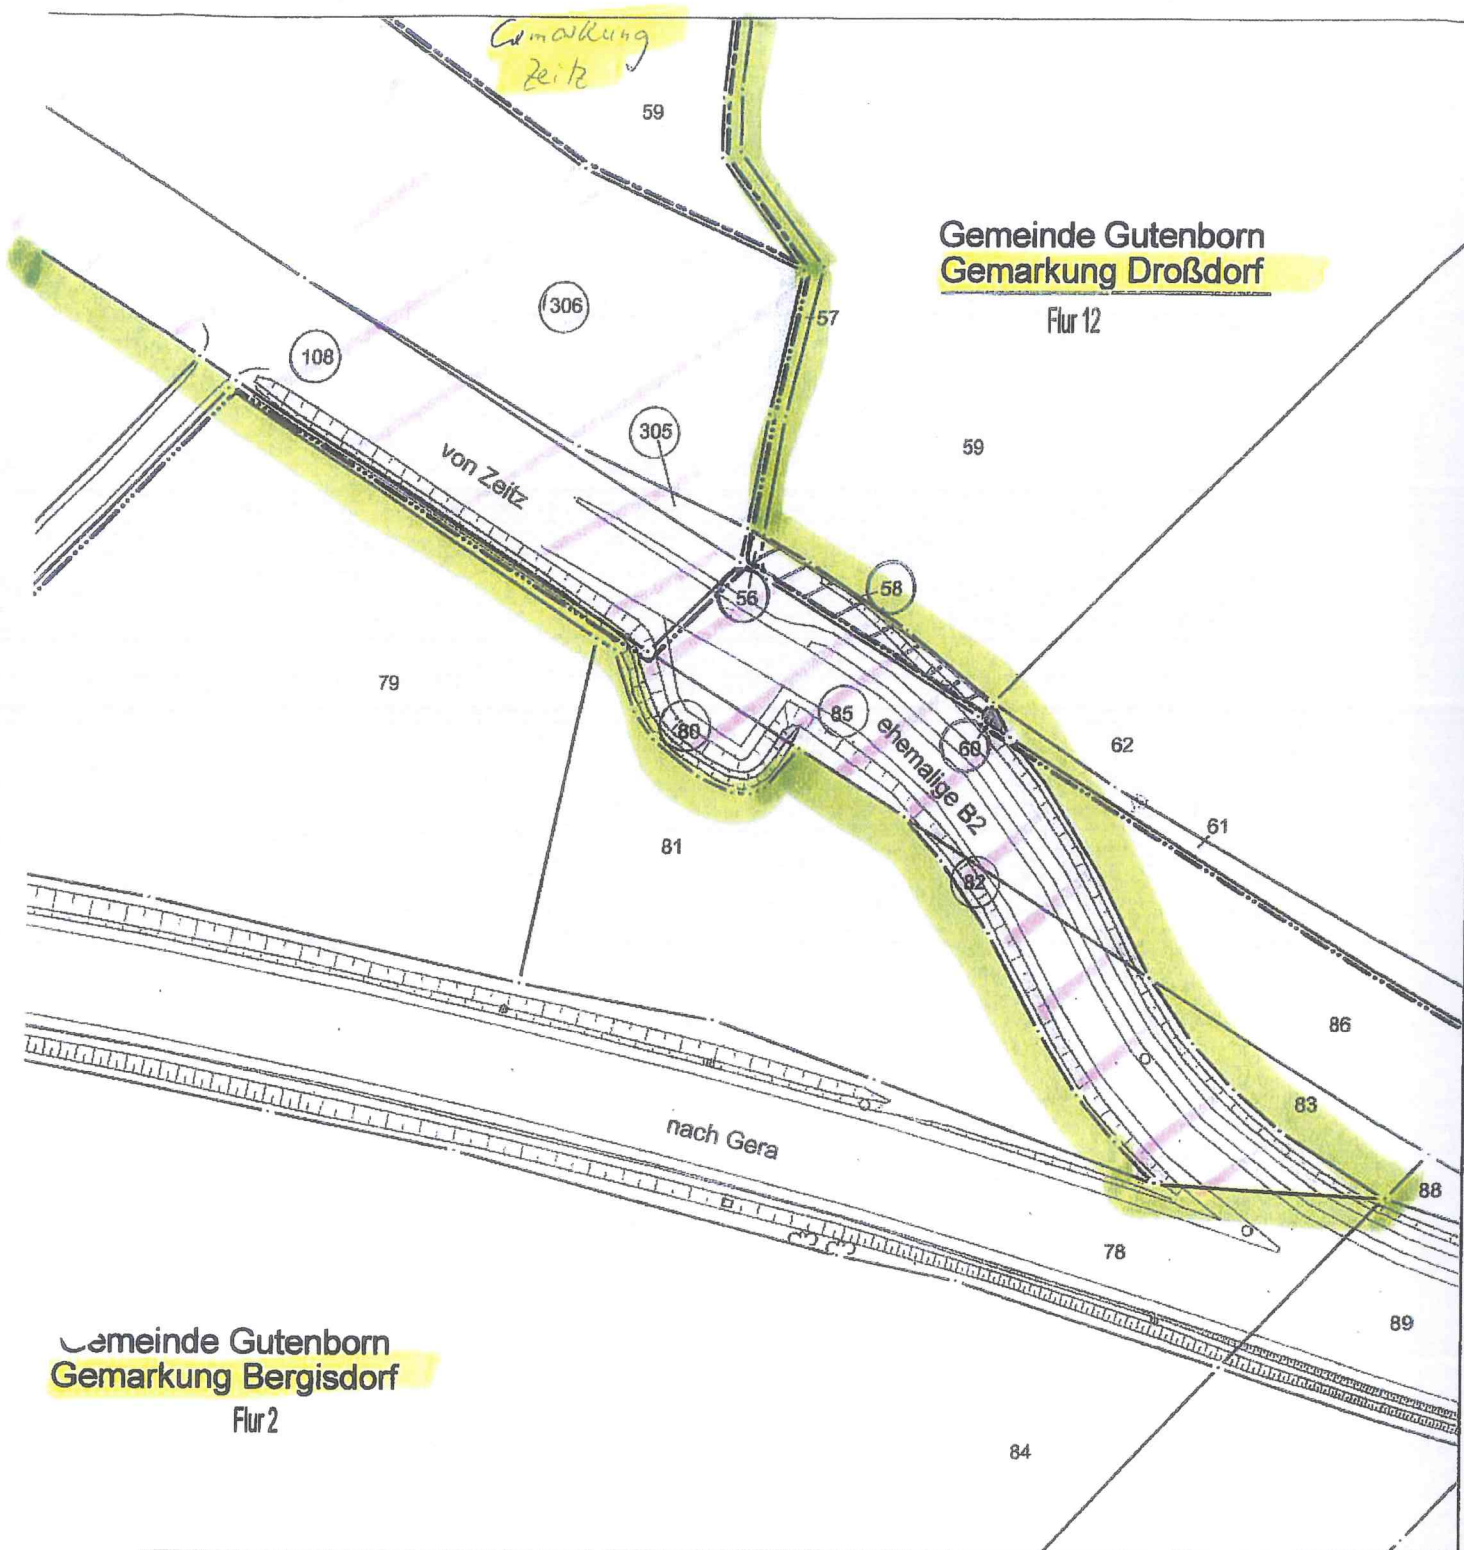 Gemarkung
Zeitz
59
Gemeinde Gutenborn
Gemarkung Droßdorf
Flur 12
306
57
108
305
59
von Zeitz
56
58
79
80
85
ehemalige B2
60
62
61
81
82
86
83
nach Gera
88
78
89
Gemeinde Gutenborn
Gemarkung Bergisdorf
Flur 2
84